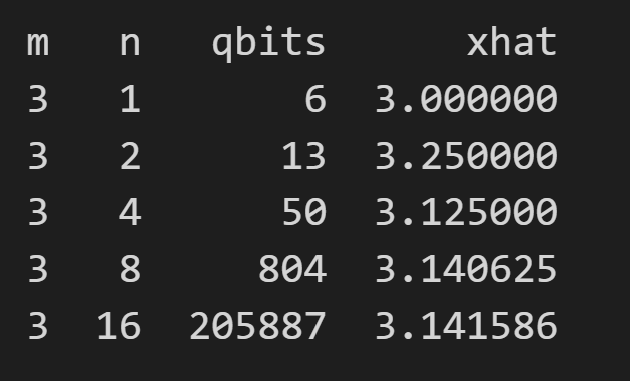 m   n   qbits      xhat
3   1       6  3.000000
3   2      13  3.250000
3   4      50  3.125000
3   8     804  3.140625
3  16  205887  3.141586